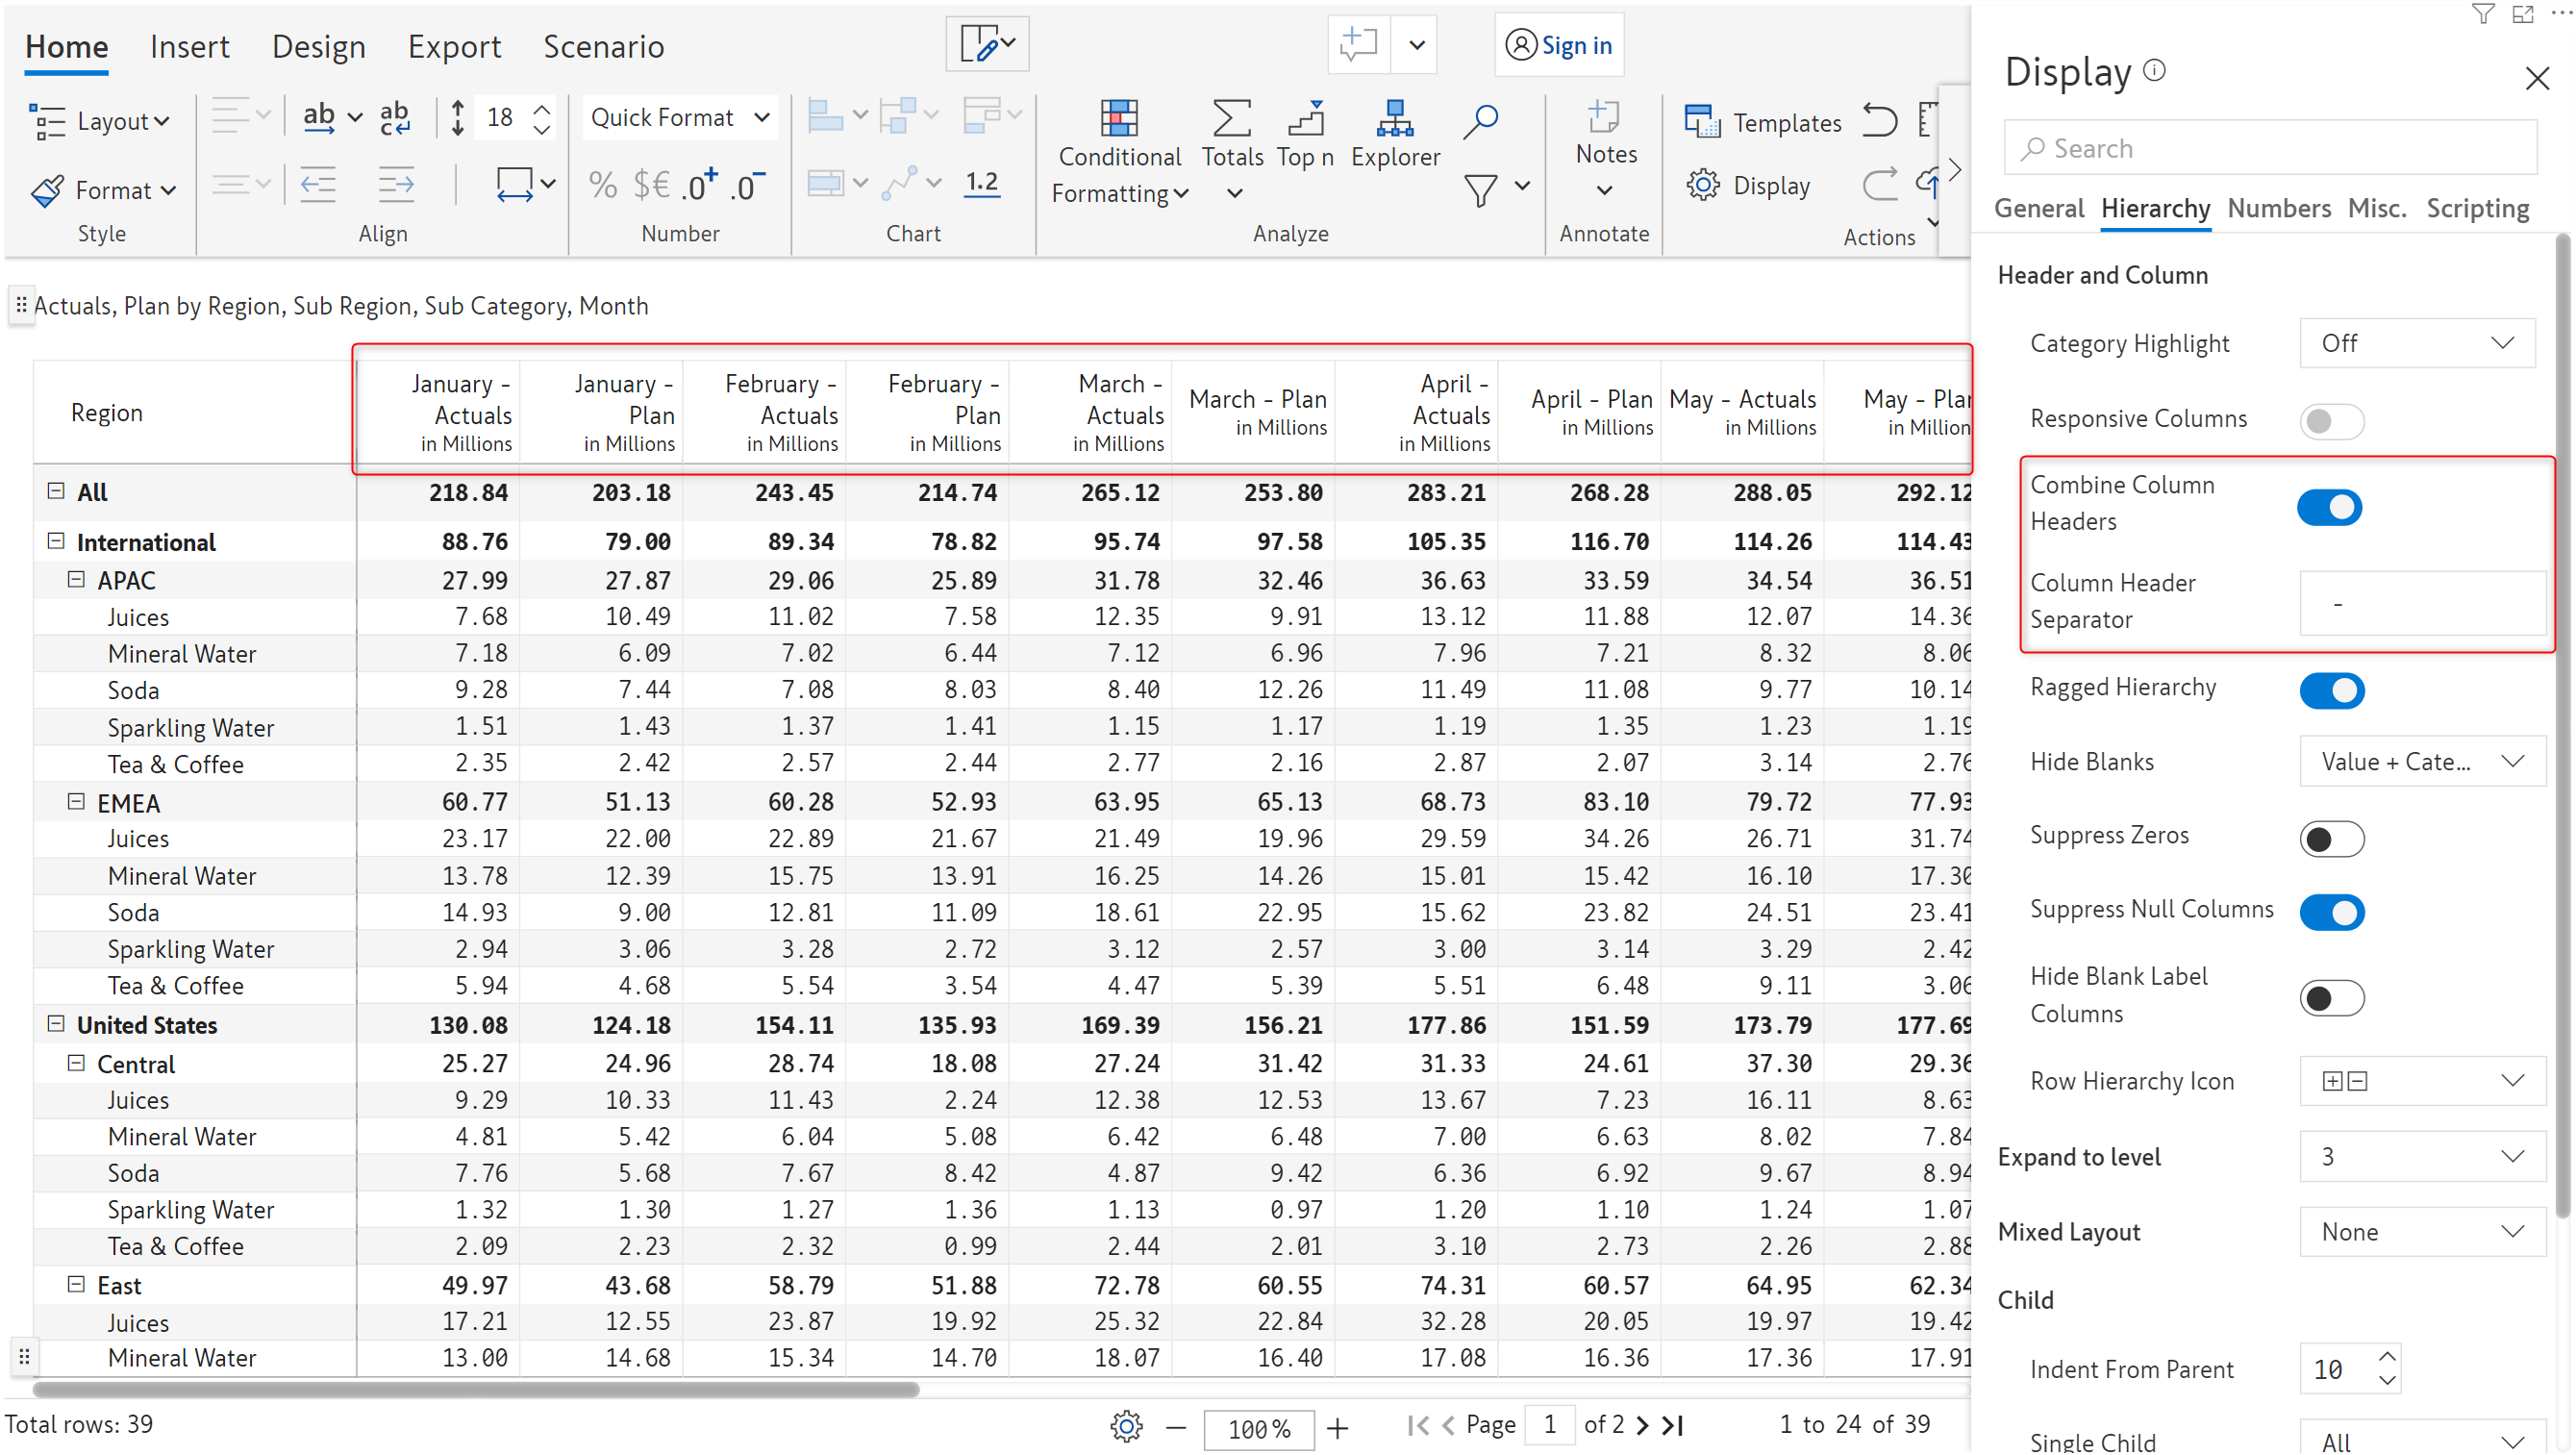 Home Insert Design Export Scenario Sign in
Layout ab ab c 18 Quick Format
Format % $€ .0+ .0- 1.2
Conditional Formatting Totals Top n Explorer Notes Templates Display
Style Align Number Chart Analyze Annotate Actions
Actuals, Plan by Region, Sub Region, Sub Category, Month
Region January - Actuals in Millions January - Plan in Millions February - Actuals in Millions February - Plan in Millions March - Actuals in Millions March - Plan in Millions April - Actuals in Millions April - Plan in Millions May - Actuals in Millions May - Plan in Million
All 218.84 203.18 243.45 214.74 265.12 253.80 283.21 268.28 288.05 292.12
International 88.76 79.00 89.34 78.82 95.74 97.58 105.35 116.70 114.26 114.43
APAC 27.99 27.87 29.06 25.89 31.78 32.46 36.63 33.59 34.54 36.51
Juices 7.68 10.49 11.02 7.58 12.35 9.91 13.12 11.88 12.07 14.36
Mineral Water 7.18 6.09 7.02 6.44 7.12 6.96 7.96 7.21 8.32 8.06
Soda 9.28 7.44 7.08 8.03 8.40 12.26 11.49 11.08 9.77 10.14
Sparkling Water 1.51 1.43 1.37 1.41 1.15 1.17 1.19 1.35 1.23 1.19
Tea & Coffee 2.35 2.42 2.57 2.44 2.77 2.16 2.87 2.07 3.14 2.76
EMEA 60.77 51.13 60.28 52.93 63.95 65.13 68.73 83.10 79.72 77.93
Juices 23.17 22.00 22.89 21.67 21.49 19.96 29.59 34.26 26.71 31.74
Mineral Water 13.78 12.39 15.75 13.91 16.25 14.26 15.01 15.42 16.10 17.30
Soda 14.93 9.00 12.81 11.09 18.61 22.95 15.62 23.82 24.51 23.41
Sparkling Water 2.94 3.06 3.28 2.72 3.12 2.57 3.00 3.14 3.29 2.42
Tea & Coffee 5.94 4.68 5.54 3.54 4.47 5.39 5.51 6.48 9.11 3.06
United States 130.08 124.18 154.11 135.93 169.39 156.21 177.86 151.59 173.79 177.69
Central 25.27 24.96 28.74 18.08 27.24 31.42 31.33 24.61 37.30 29.36
Juices 9.29 10.33 11.43 2.24 12.38 12.53 13.67 7.23 16.11 8.63
Mineral Water 4.81 5.42 6.04 5.08 6.42 6.48 7.00 6.63 8.02 7.84
Soda 7.76 5.68 7.67 8.42 4.87 9.42 6.36 6.92 9.67 8.94
Sparkling Water 1.32 1.30 1.27 1.36 1.13 0.97 1.20 1.10 1.24 1.07
Tea & Coffee 2.09 2.23 2.32 0.99 2.44 2.01 3.10 2.73 2.26 2.88
East 49.97 43.68 58.79 51.88 72.78 60.55 74.31 60.57 64.95 62.34
Juices 17.21 12.55 23.87 19.92 25.32 22.84 32.28 20.05 19.97 19.42
Mineral Water 13.00 14.68 15.34 14.70 18.07 16.40 17.08 16.36 17.36 17.91
Total rows: 39 100 % Page 1 of 2 1 to 24 of 39
Display
Search
General Hierarchy Numbers Misc. Scripting
Header and Column
Category Highlight Off
Responsive Columns
Combine Column
Headers
Column Header
Separator -
Ragged Hierarchy
Hide Blanks Value + Cate...
Suppress Zeros
Suppress Null Columns
Hide Blank Label
Columns
Row Hierarchy Icon
Expand to level 3
Mixed Layout None
Child
Indent From Parent 10
Single Child All